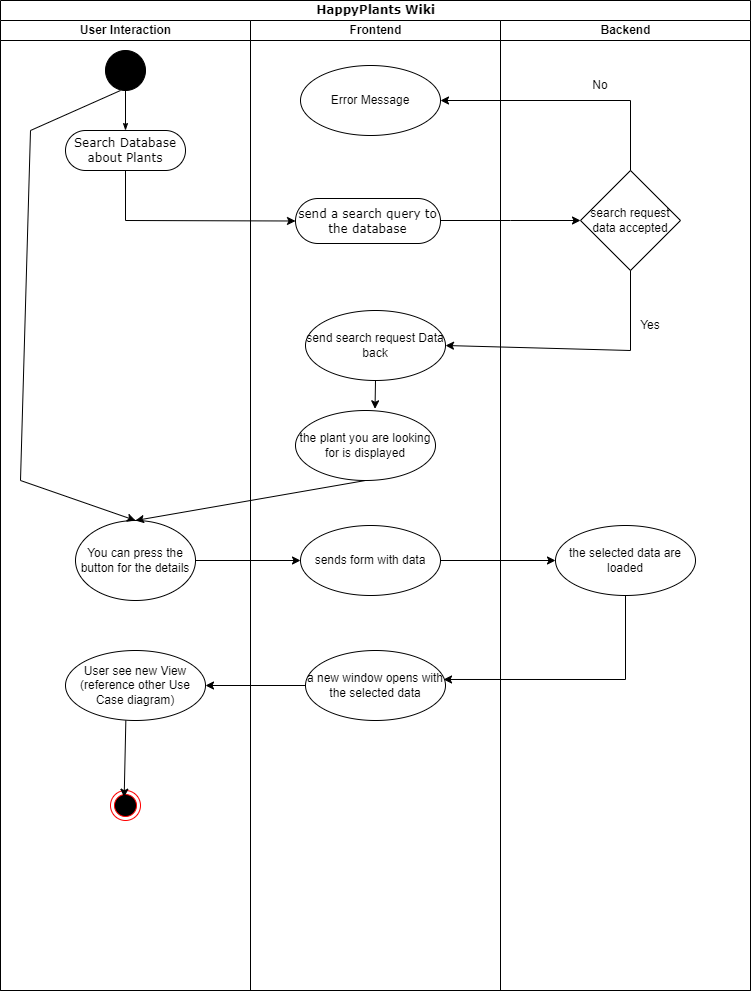 HappyPlants Wiki
User Interaction
Frontend
Backend
Error Message
No
Search Database
about Plants
send a search query to
the database
search request
data accepted
Yes
send search request Data
back
the plant you are looking
for is displayed
You can press the
button for the details
sends form with data
the selected data are
loaded
User see new View
(reference other Use
Case diagram)
a new window opens with
the selected data